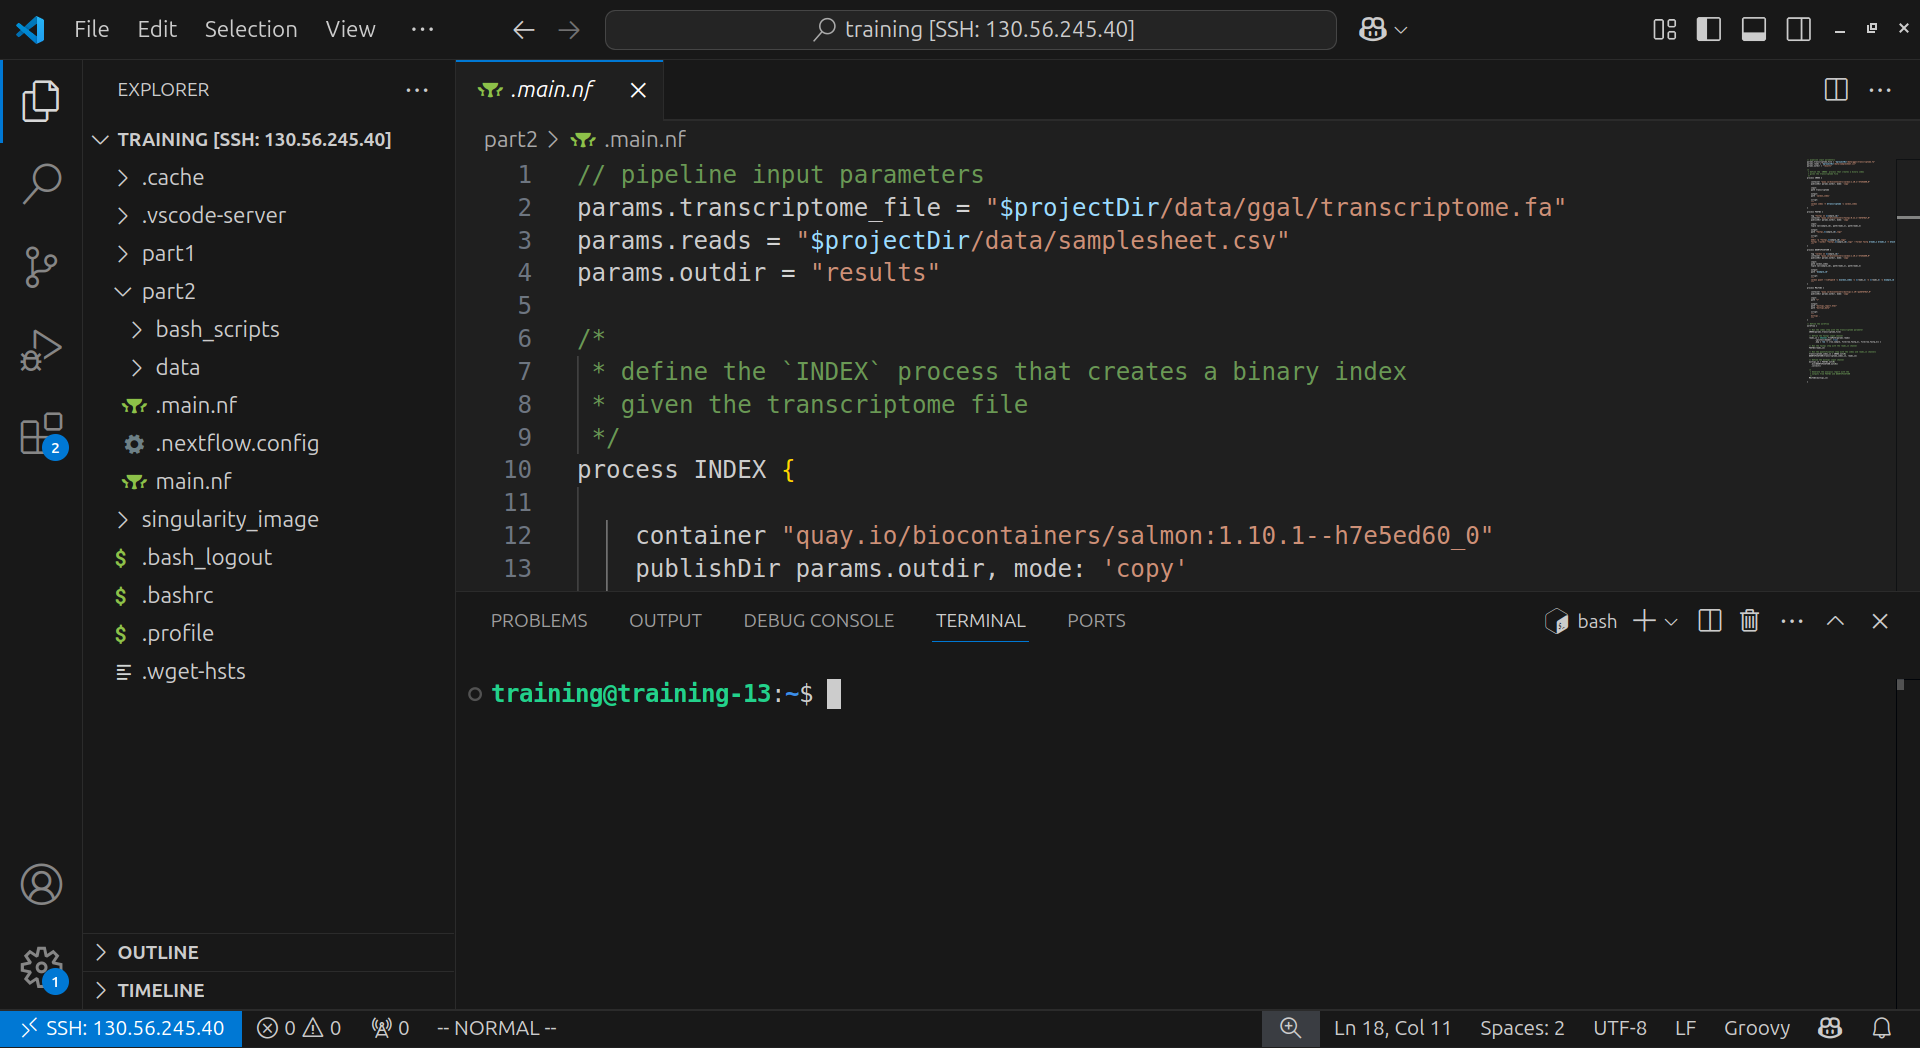 File Edit Selection View ···
training [SSH: 130.56.245.40]
EXPLORER
TRAINING [SSH: 130.56.245.40]
.cache
.vscode-server
part1
part2
bash_scripts
data
.main.nf
.nextflow.config
main.nf
singularity_image
$ .bash_logout
$ .bashrc
$ .profile
.wget-hsts
OUTLINE
TIMELINE
2
1
.main.nf
part2 > .main.nf
1 // pipeline input parameters
2 params.transcriptome_file = "$projectDir/data/ggal/transcriptome.fa"
3 params.reads = "$projectDir/data/samplesheet.csv"
4 params.outdir = "results"
5
6 /*
7 * define the `INDEX` process that creates a binary index
8 * given the transcriptome file
9 */
10 process INDEX {
11
12 container "quay.io/biocontainers/salmon:1.10.1--h7e5ed60_0"
13 publishDir params.outdir, mode: 'copy'
PROBLEMS OUTPUT DEBUG CONSOLE TERMINAL PORTS
bash
training@training-13:~$
SSH: 130.56.245.40 0 0 0 -- NORMAL -- Ln 18, Col 11 Spaces: 2 UTF-8 LF Groovy